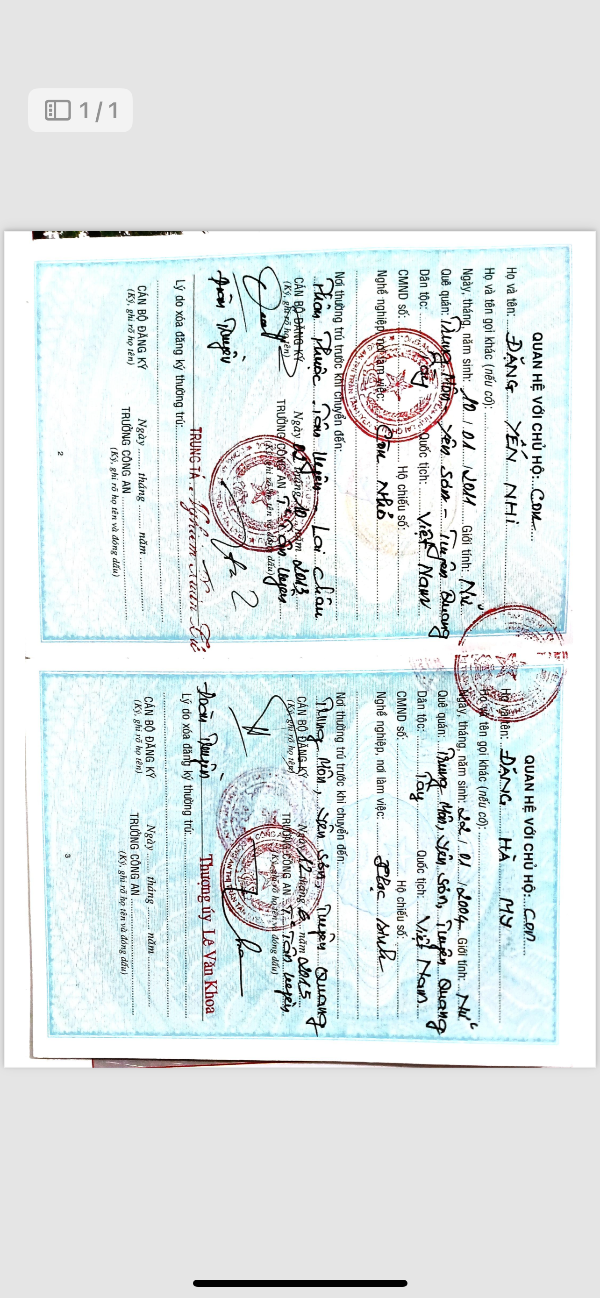 1/1
QUAN HỆ VỚI CHỦ HỘ: Con
Họ và tên: ĐẶNG YẾN NHI
Họ và tên gọi khác (nếu có):
Ngày, tháng, năm sinh: 10/01/2011 Giới tính: Nữ
Quê quán: Trung Môn - Yên Sơn - Tuyên Quang
Dân tộc: Tày Quốc tịch: Việt Nam
CMND số: Hộ chiếu số:
Nghề nghiệp, nơi làm việc: Còn Nhỏ
Nơi thường trú trước khi chuyển đến:
Thân Thuộc Tân Uyên Lai Châu
Ngày tháng 10 năm 2013
CÁN BỘ ĐĂNG KÝ TRƯỞNG CÔNG AN T.T Tân Uyên
(Ký, ghi rõ họ tên) (Ký, ghi rõ họ tên và đóng dấu)
Đoàn Truyện
TRUNG TÁ
Lý do xóa đăng ký thường trú:
Ngày tháng năm
CÁN BỘ ĐĂNG KÝ TRƯỞNG CÔNG AN
(Ký, ghi rõ họ tên) (Ký, ghi rõ họ tên và đóng dấu)
2
QUAN HỆ VỚI CHỦ HỘ: Con
Họ và tên: ĐẶNG HÀ MY
Họ và tên gọi khác (nếu có):
Ngày, tháng, năm sinh: 22/01/2004 Giới tính: Nữ
Quê quán: Trung Môn, Yên Sơn, Tuyên Quang
Dân tộc: Tày Quốc tịch: Việt Nam
CMND số: Hộ chiếu số:
Nghề nghiệp, nơi làm việc: Học sinh
Nơi thường trú trước khi chuyển đến:
Trung Môn, Yên Sơn, Tuyên Quang
Ngày 12 tháng 6 năm 2015
CÁN BỘ ĐĂNG KÝ TRƯỞNG CÔNG AN T.T Tân Uyên
(Ký, ghi rõ họ tên) (Ký, ghi rõ họ tên và đóng dấu)
Đoàn Truyện
Thượng úy Lê Văn Khoa
Lý do xóa đăng ký thường trú:
Ngày tháng năm
CÁN BỘ ĐĂNG KÝ TRƯỞNG CÔNG AN
(Ký, ghi rõ họ tên) (Ký, ghi rõ họ tên và đóng dấu)
3